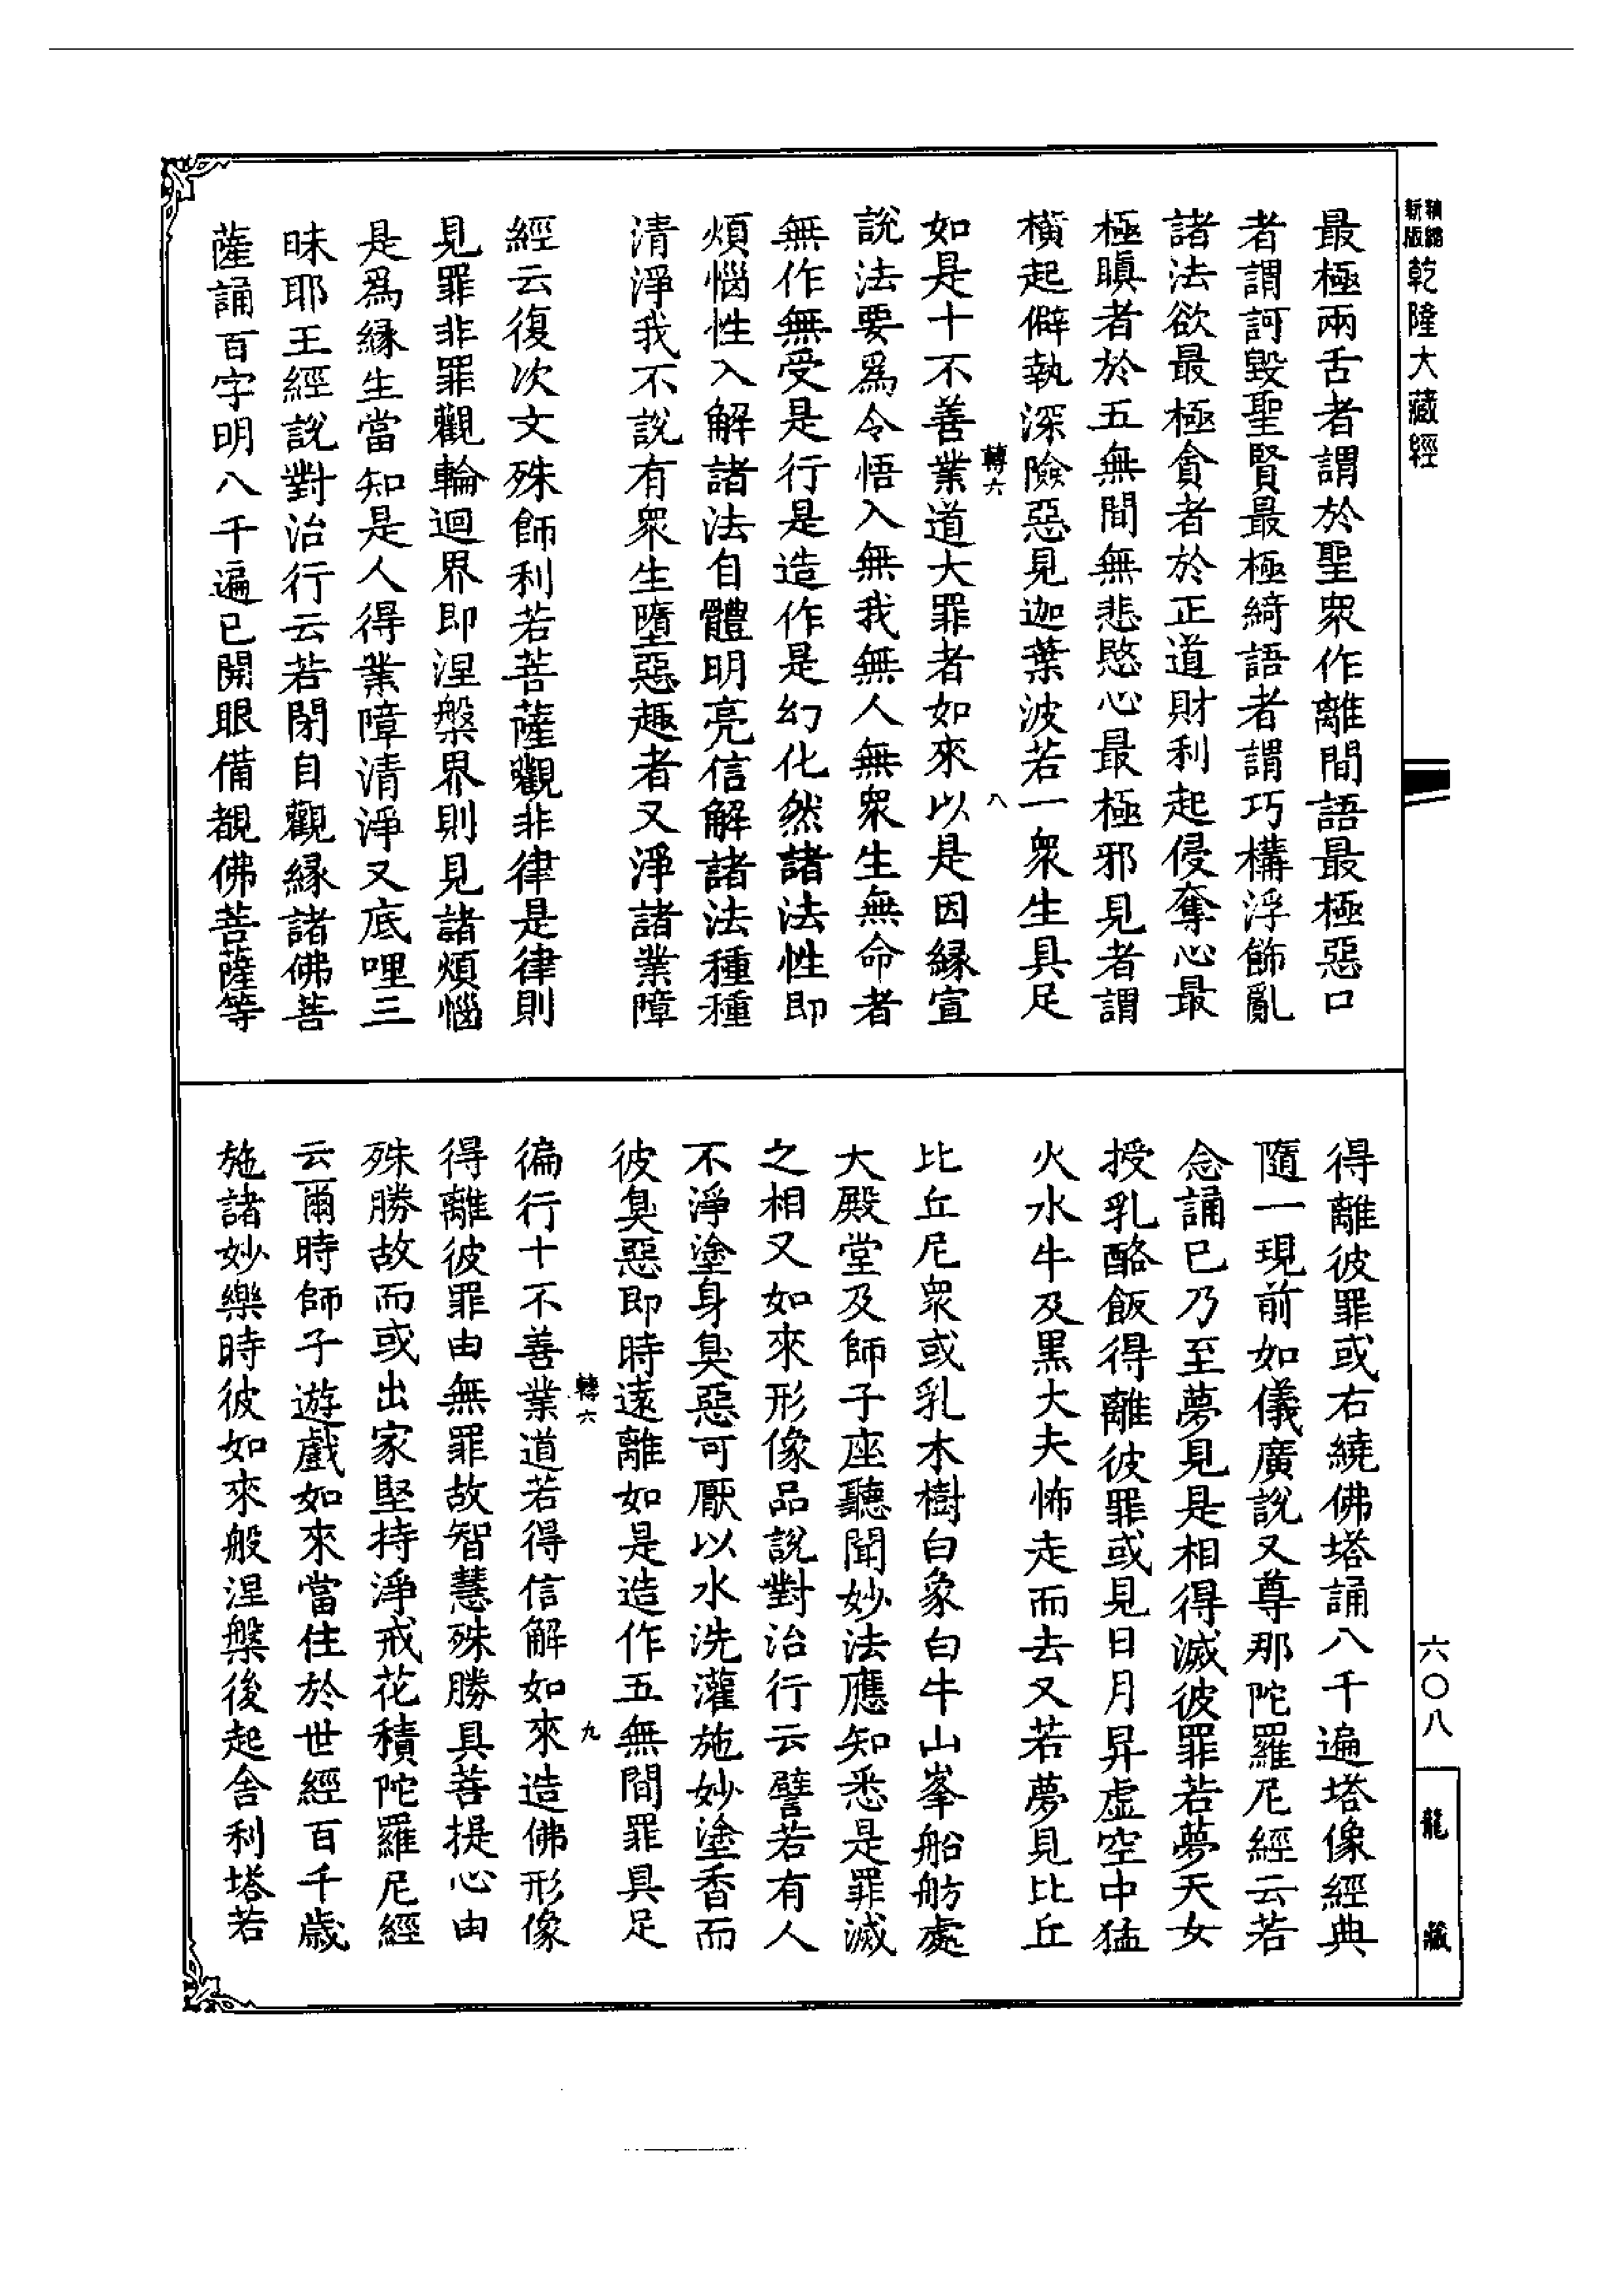 新版精縮乾隆大藏經
最極兩舌者謂於聖衆作離間語最極惡口
者謂訶毀聖賢最極綺語者謂巧構浮飾亂
諸法欲最極貪者於正道財利起侵奪心最
極瞋者於五無間無悲愍心最極邪見者謂
橫起僻執深險惡見迦葉波若一衆生具足
轉六 八
如是十不善業道大罪者如來以是因緣宣
說法要爲令悟入無我無人無衆生無命者
無作無受是行是造作是幻化然諸法性即
煩惱性入解諸法自體明亮信解諸法種種
清淨我不說有衆生墮惡趣者又淨諸業障
經云復次文殊師利若菩薩觀非律是律則
見罪非罪觀輪迴界即涅槃界則見諸煩惱
是爲緣生當知是人得業障清淨又底哩三
昧耶王經說對治行云若閉自觀緣諸佛菩
薩誦百字明八千遍已開眼備覩佛菩薩等
得離彼罪或右繞佛塔誦八千遍塔像經典
隨一現前如儀廣說又尊那陀羅尼經云若
念誦已乃至夢見是相得滅彼罪若夢天女
授乳酪飯得離彼罪或見日月昇虛空中猛
火水牛及黑大夫怖走而去又若夢見比丘
比丘尼衆或乳木樹白象白牛山峯船舫處
大殿堂及師子座聽聞妙法應知悉是罪滅
之相又如來形像品說對治行云譬若有人
不淨塗身臭惡可厭以水洗灌施妙塗香而
彼臭惡即時遠離如是造作五無間罪具足
轉六 九
徧行十不善業道若得信解如來造佛形像
得離彼罪由無罪故智慧殊勝具菩提心由
殊勝故而或出家堅持淨戒花積陀羅尼經
云爾時師子遊戲如來當住於世經百千歲
施諸妙樂時彼如來般涅槃後起舍利塔若
六〇八
龍藏